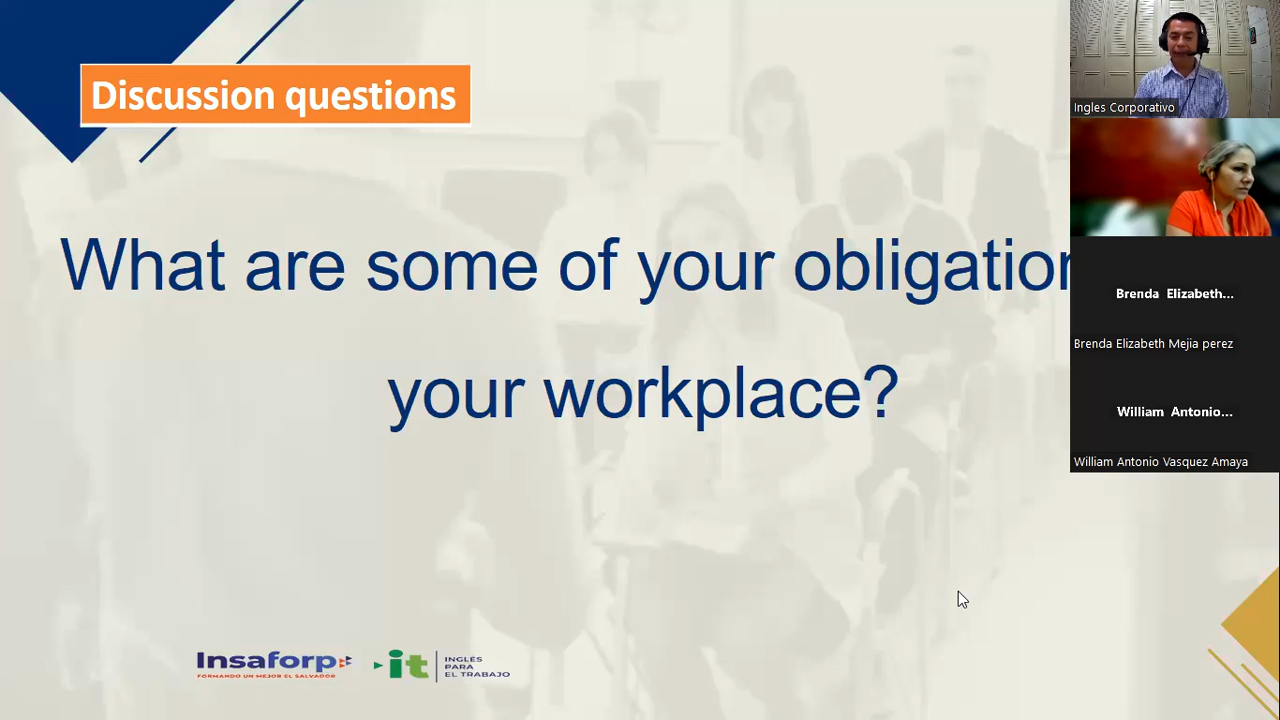 Discussion questions
What are some of your obligation
your workplace?
Insaforp
FORMANDO UN MEJOR EL SALVADOR
it
INGLÉS
PARA
EL TRABAJO
Ingles Corporativo
Brenda Elizabeth...
Brenda Elizabeth Mejia perez
William Antonio...
William Antonio Vasquez Amaya